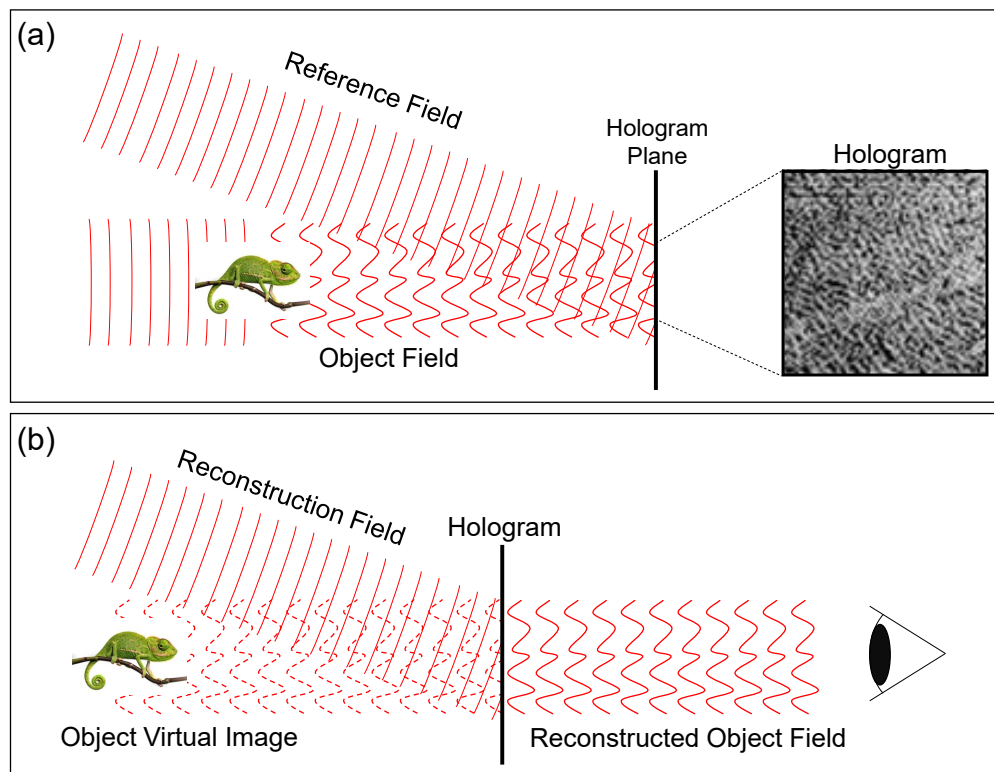 (a)
Reference Field
Hologram
Plane
Hologram
Object Field
(b)
Reconstruction Field
Hologram
Object Virtual Image
Reconstructed Object Field